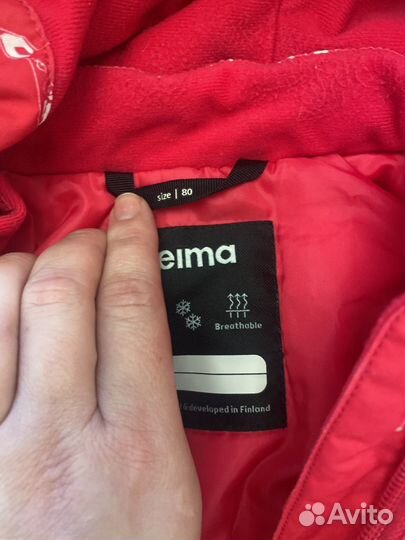 size | 80
eima
Breathable
developed in Finland
Avito